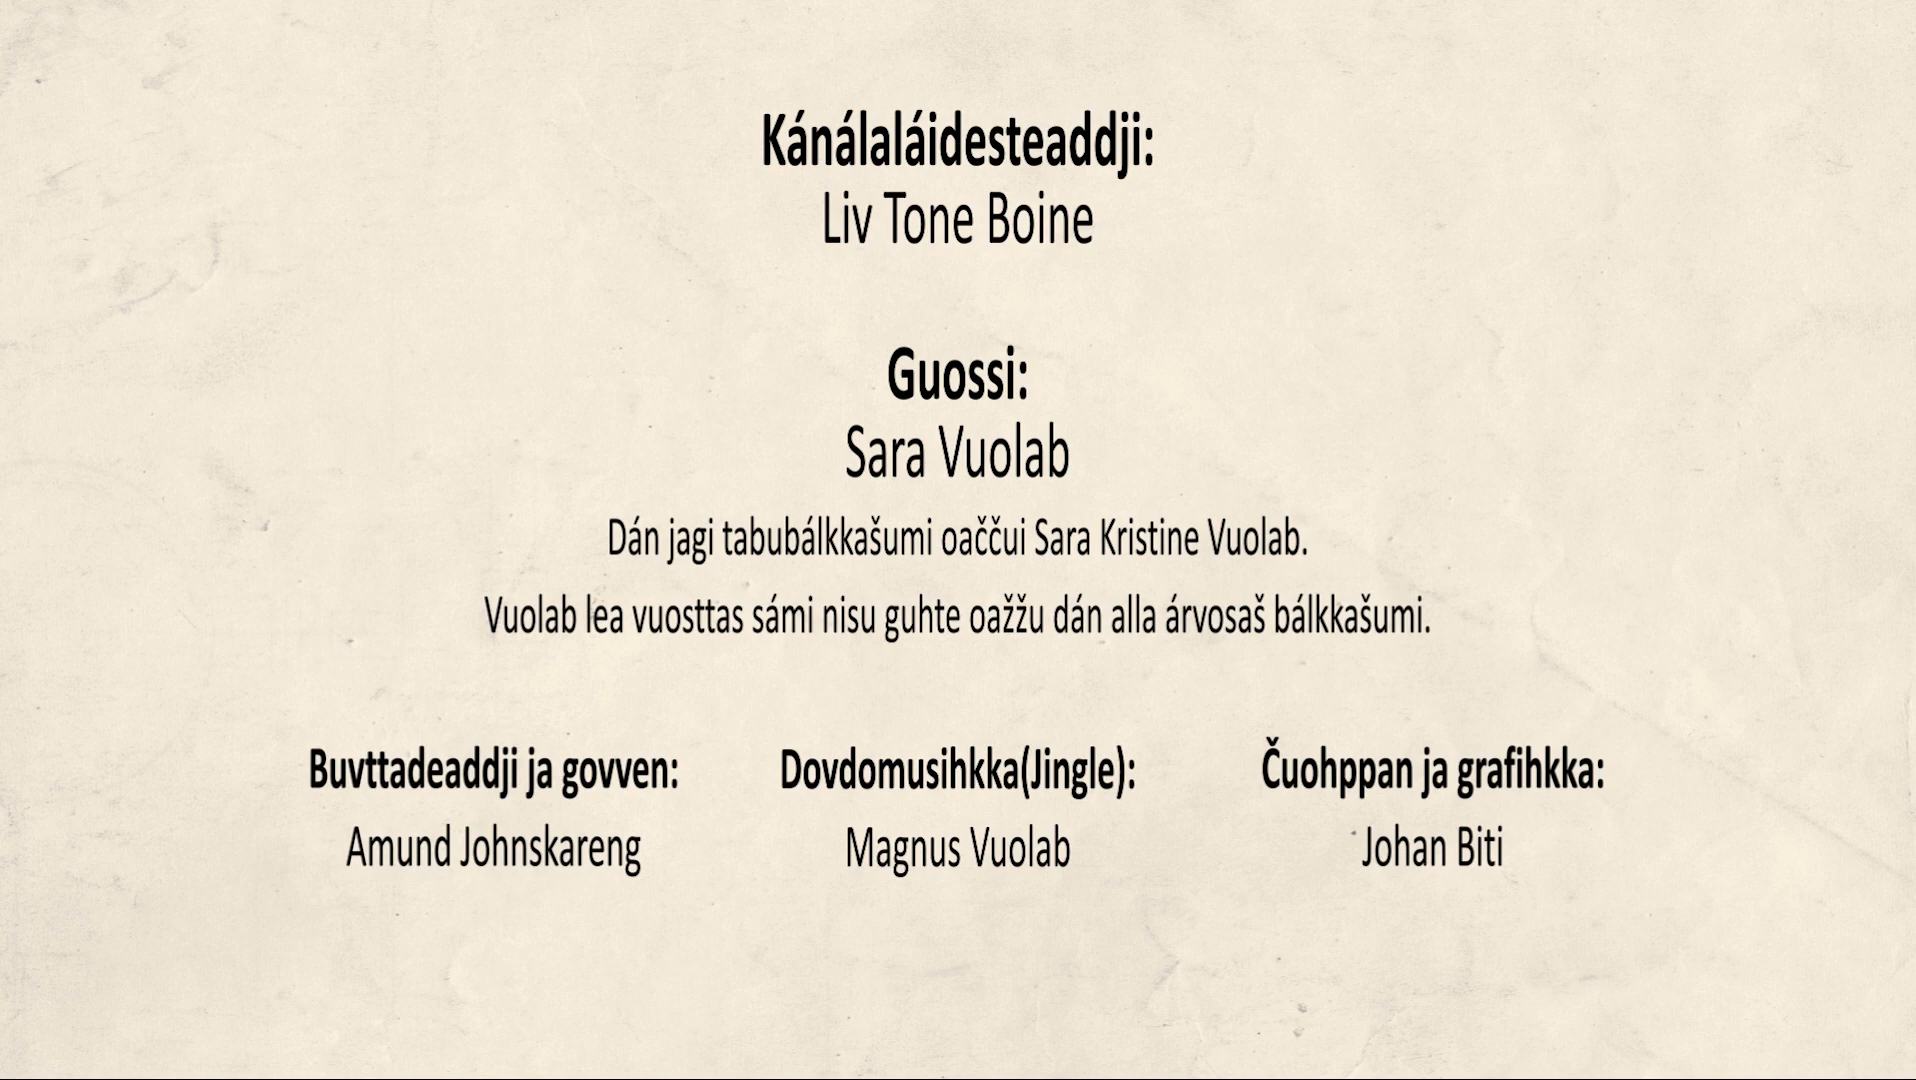 Kánálaláidesteaddji:
Liv Tone Boine
Guossi:
Sara Vuolab
Dán jagi tabubálkkašumi oaččui Sara Kristine Vuolab.
Vuolab lea vuosttas sámi nisu guhte oažžu dán alla árvosaš bálkkašumi.
Buvttadeaddji ja govven:
Amund Johnskareng
Dovdomusihkka(Jingle):
Magnus Vuolab
Čuohppan ja grafihkka:
Johan Biti